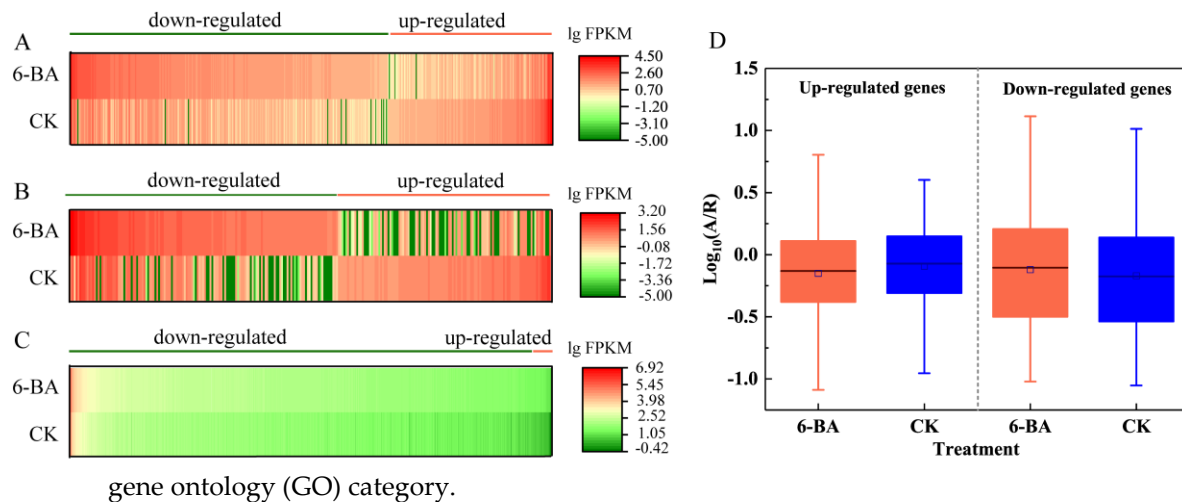 A
down-regulated up-regulated
lg FPKM
6-BA
CK
4.50
2.60
0.70
-1.20
-3.10
-5.00
B
down-regulated up-regulated
lg FPKM
6-BA
CK
3.20
1.56
-0.08
-1.72
-3.36
-5.00
C
down-regulated up-regulated
lg FPKM
6-BA
CK
6.92
5.45
3.98
2.52
1.05
-0.42
D
Up-regulated genes Down-regulated genes
Log10(A/R)
1.5
1.0
0.5
0.0
-0.5
-1.0
6-BA CK 6-BA CK
Treatment
gene ontology (GO) category.